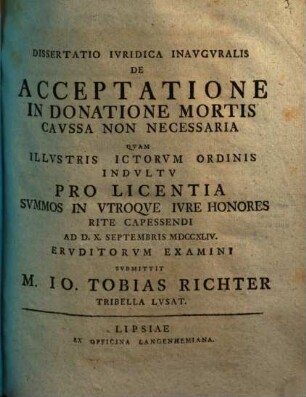 DISSERTATIO IVRIDICA INAVGVRALIS
DE
ACCEPTATIONE
IN DONATIONE MORTIS
CAVSSA NON NECESSARIA
QVAM
ILLVSTRIS ICTORVM ORDINIS
INDVLTV
PRO LICENTIA
SVMMOS IN VTROQVE IVRE HONORES
RITE CAPESSENDI
AD D. X. SEPTEMBRIS MDCCXLIV.
ERVDITORVM EXAMINI
SVBMITTIT
M. IO. TOBIAS RICHTER
TRIBELLA LVSAT.
LIPSIAE
EX OFFICINA LANGENHEMIANA.